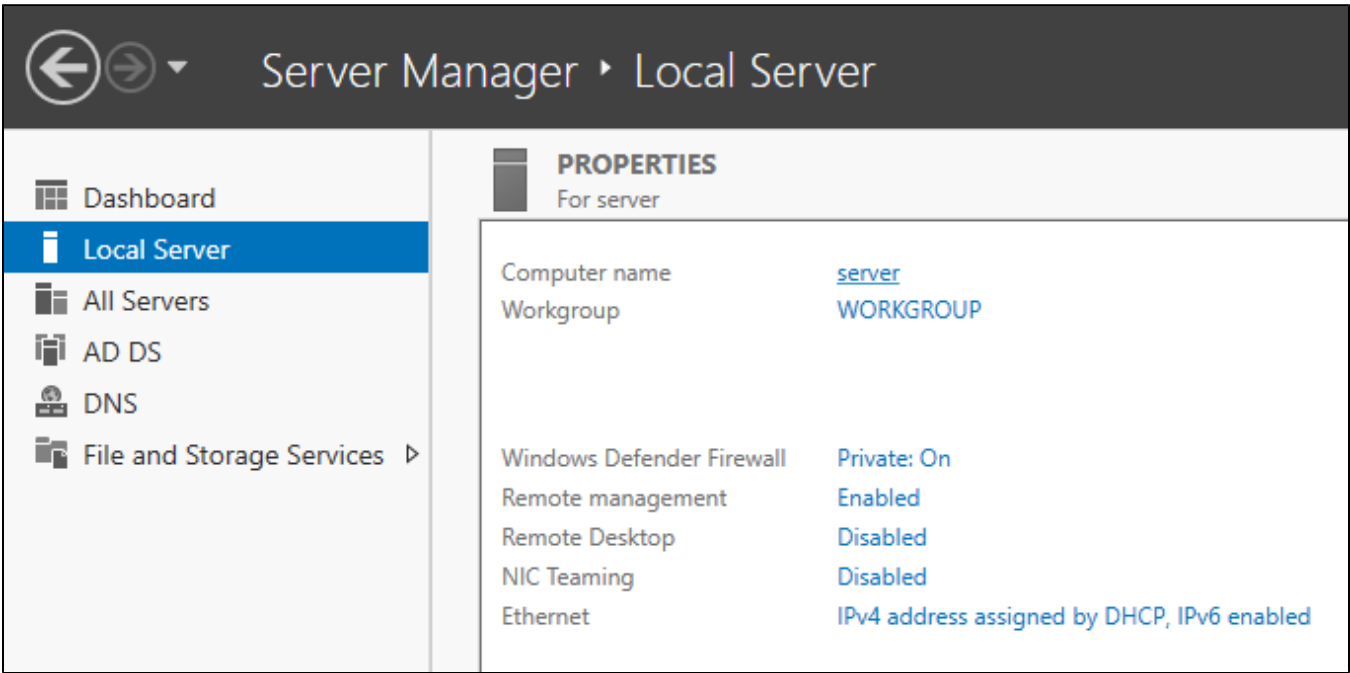 Server Manager ‣ Local Server
Dashboard
Local Server
All Servers
AD DS
DNS
File and Storage Services
PROPERTIES
For server
Computer name server
Workgroup WORKGROUP
Windows Defender Firewall Private: On
Remote management Enabled
Remote Desktop Disabled
NIC Teaming Disabled
Ethernet IPv4 address assigned by DHCP, IPv6 enabled